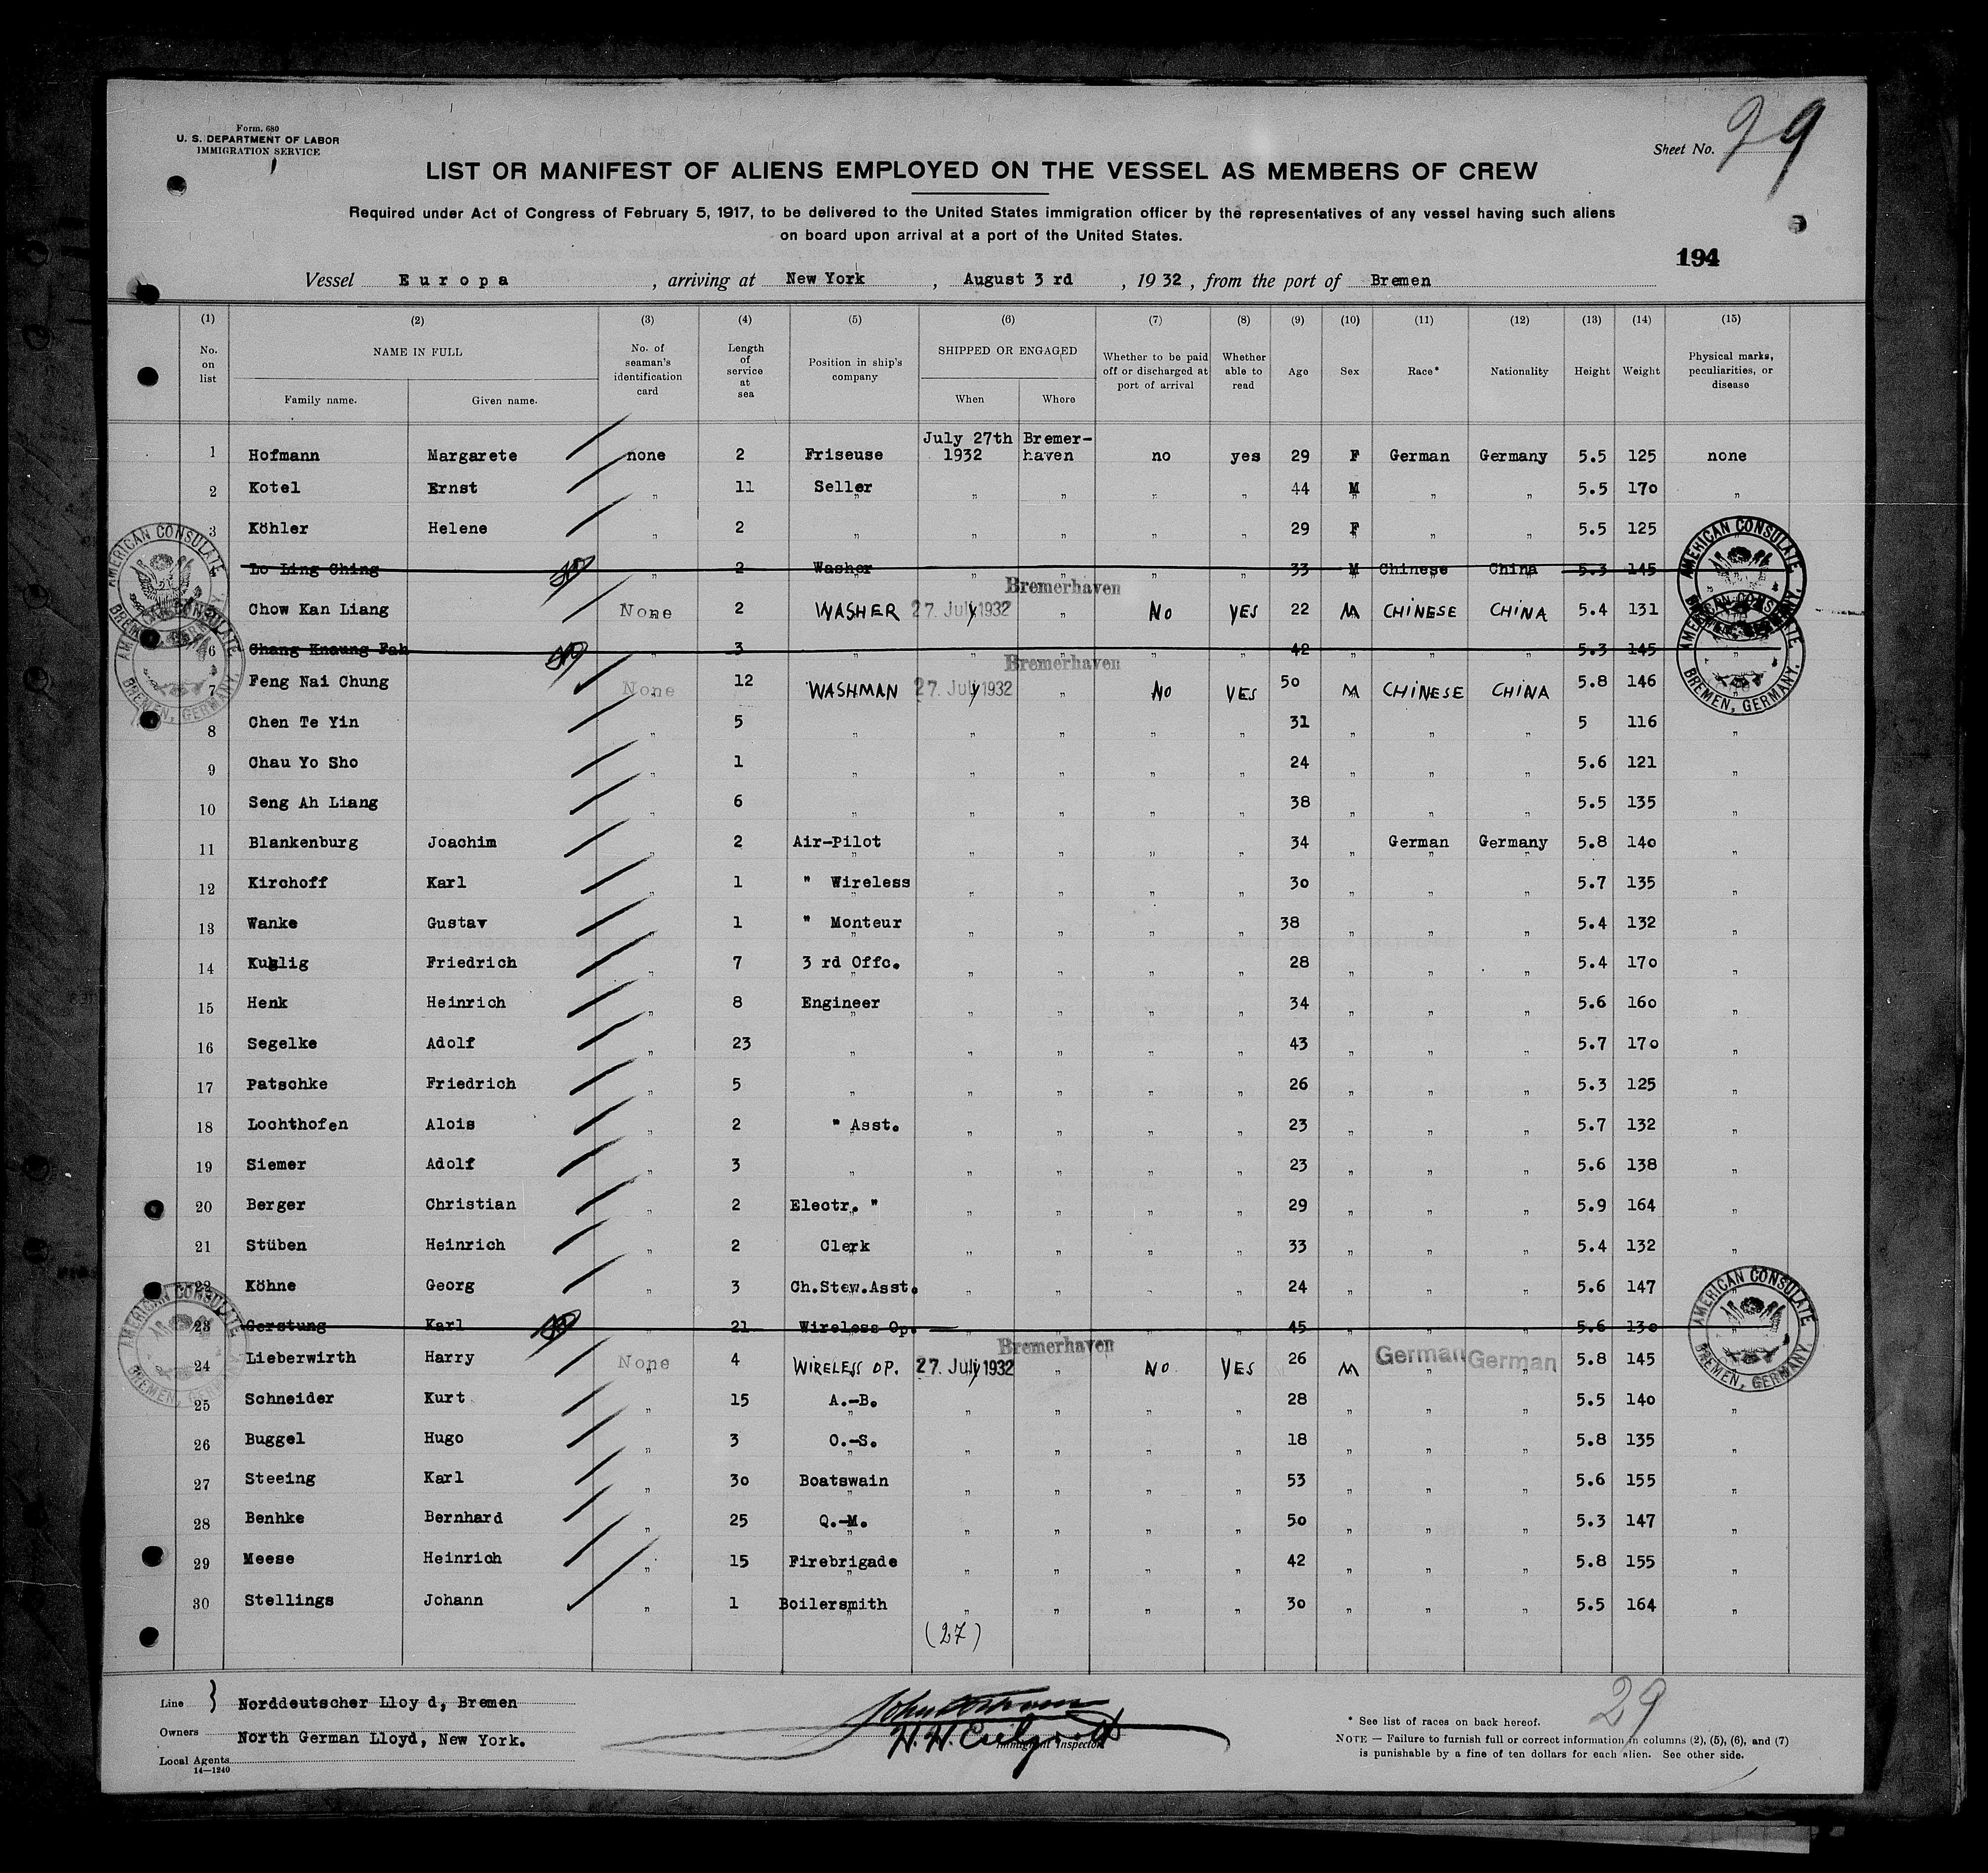 Form. 680
U. S. DEPARTMENT OF LABOR
IMMIGRATION SERVICE
Sheet No. 29
LIST OR MANIFEST OF ALIENS EMPLOYED ON THE VESSEL AS MEMBERS OF CREW
Required under Act of Congress of February 5, 1917, to be delivered to the United States immigration officer by the representatives of any vessel having such aliens
on board upon arrival at a port of the United States.
194
Vessel Europa , arriving at New York , August 3 rd , 19 32 , from the port of Bremen
(1) (2) (3) (4) (5) (6) (7) (8) (9) (10) (11) (12) (13) (14) (15)
No. on list NAME IN FULL Family name. Given name. No. of seaman's identification card Length of service at sea Position in ship's company SHIPPED OR ENGAGED When Where Whether to be paid off or discharged at port of arrival Whether able to read Age Sex Race* Nationality Height Weight Physical marks, peculiarities, or disease
1 Hofmann Margarete none 2 Friseuse July 27th 1932 Bremer-haven no yes 29 F German Germany 5.5 125 none
2 Kotel Ernst " 11 Seller " " " " 44 M " " 5.5 170 "
3 Köhler Helene " 2 " " " " " 29 F " " 5.5 125
Lo Ling Ching " 2 Washer " " " " 33 M Chinese China 5.3 145
Bremerhaven
Chow Kan Liang None 2 WASHER 27. July 1932 " No YES 22 M CHINESE CHINA 5.4 131
6 Chang Knaung Fah " 3 " " " " " 42 " " " 5.3 145 "
Bremerhaven
7 Feng Nai Chung None 12 WASHMAN 27. July 1932 " No YES 50 M CHINESE CHINA 5.8 146
8 Chen Te Yin " 5 " " " " " 31 " " " 5 116 "
9 Chau Yo Sho " 1 " " " " " 24 " " " 5.6 121 "
10 Seng Ah Liang " 6 " " " " " 38 " " " 5.5 135 "
11 Blankenburg Joachim " 2 Air-Pilot " " " " 34 " German Germany 5.8 140 "
12 Kirchoff Karl " 1 " Wireless " " " " 30 " " " 5.7 135 "
13 Wanke Gustav " 1 " Monteur " " " " 38 " " " 5.4 132 "
14 Friedrich " 7 3 rd Offc. " " " " 28 " " " 5.4 170 "
15 Henk Heinrich " 8 Engineer " " " " 34 " " " 5.6 160 "
16 Segelke Adolf " 23 " " " " " 43 " " " 5.7 170 "
17 Patschke Friedrich " 5 " " " " " 26 " " " 5.3 125 "
18 Lochthofen Alois " 2 " Asst. " " " " 23 " " " 5.7 132 "
19 Siemer Adolf " 3 " " " " " 23 " " " 5.6 138 "
20 Berger Christian " 2 Electr. " " " " " 29 " " " 5.9 164 "
21 Stüben Heinrich " 2 Clerk " " " " 33 " " " 5.4 132 "
22 Köhne Georg " 3 Ch.Stew.Asst. " " " " 24 " " " 5.6 147 "
23 Gerstung Karl " 21 Wireless Op. " " " " 45 " " " 5.6 130 "
Bremerhaven
24 Lieberwirth Harry None 4 WIRELESS OP. 27. July 1932 " No YES 26 M German German 5.8 145
25 Schneider Kurt " 15 A.-B. " " " " 28 " " " 5.5 140 "
26 Buggel Hugo " 3 O.-S. " " " " 18 " " " 5.8 135 "
27 Steeing Karl " 30 Boatswain " " " " 53 " " " 5.6 155 "
28 Benhke Bernhard " 25 Q.-M. " " " " 50 " " " 5.3 147 "
29 Meese Heinrich " 15 Firebrigade " " " " 42 " " " 5.8 155 "
30 Stellings Johann " 1 Boilersmith " " " " 30 " " " 5.5 164 "
(27)
AMERICAN CONSULATE
BREMEN, GERMANY.
AMERICAN CONSULATE
BREMEN, GERMANY.
AMERICAN CONSULATE
BREMEN, GERMANY.
Line } Norddeutscher Lloyd, Bremen
Owners North German Lloyd, New York.
Local Agents
14—1240
Immigrant Inspector
29
* See list of races on back hereof.
NOTE — Failure to furnish full or correct information in columns (2), (5), (6), and (7)
is punishable by a fine of ten dollars for each alien. See other side.